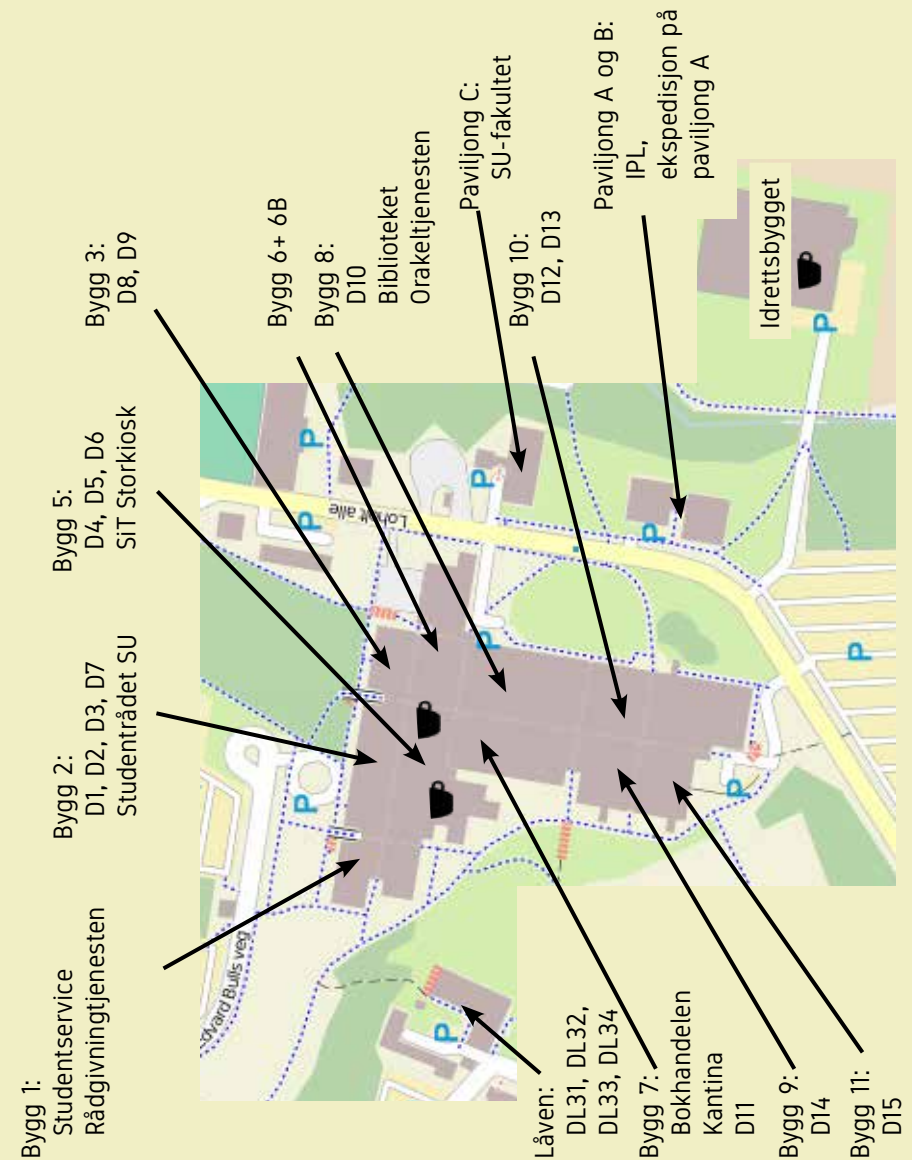 Bygg 1:
Studentservice
Rådgivningtjenesten
Bygg 2:
D1, D2, D3, D7
Studentrådet SU
Bygg 5:
D4, D5, D6
SiT Storkiosk
Bygg 3:
D8, D9
Bygg 6+ 6B
Bygg 8:
D10
Biblioteket
Orakeltjenesten
Paviljong C:
SU-fakultet
Bygg 10:
D12, D13
Paviljong A og B:
IPL,
ekspedisjon på
paviljong A
Idrettsbygget
Låven:
DL31, DL32,
DL33, DL34
Bygg 7:
Bokhandelen
Kantina
D11
Bygg 9:
D14
Bygg 11:
D15
Edvard Bulls veg
Loholt alle
P
P
P
P
P
P
P
P
P
P